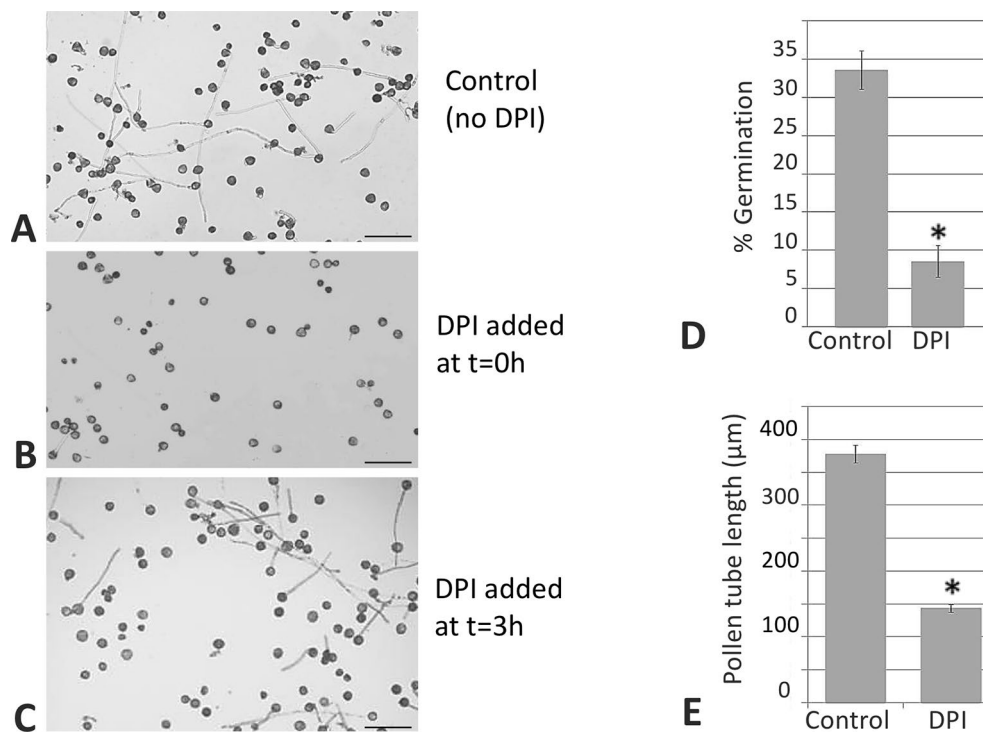 A
Control
(no DPI)
B
DPI added
at t=0h
C
DPI added
at t=3h
D
% Germination
35
30
25
20
15
10
5
0
*
Control
DPI
E
Pollen tube length (µm)
400
300
200
100
0
*
Control
DPI